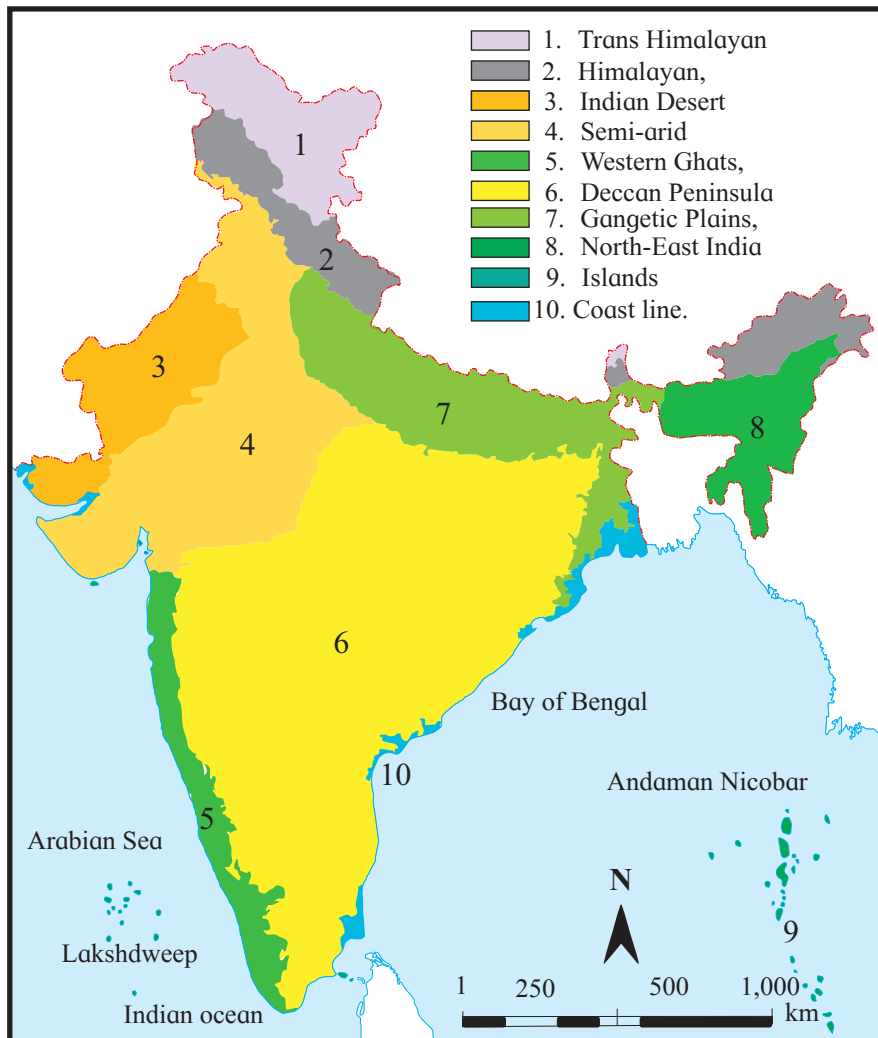 1. Trans Himalayan
2. Himalayan,
3. Indian Desert
4. Semi-arid
5. Western Ghats,
6. Deccan Peninsula
7. Gangetic Plains,
8. North-East India
9. Islands
10. Coast line.
1
2
3
4
7
8
6
Bay of Bengal
10
Andaman Nicobar
5
Arabian Sea
N
9
Lakshdweep
1 250 500 1,000
km
Indian ocean